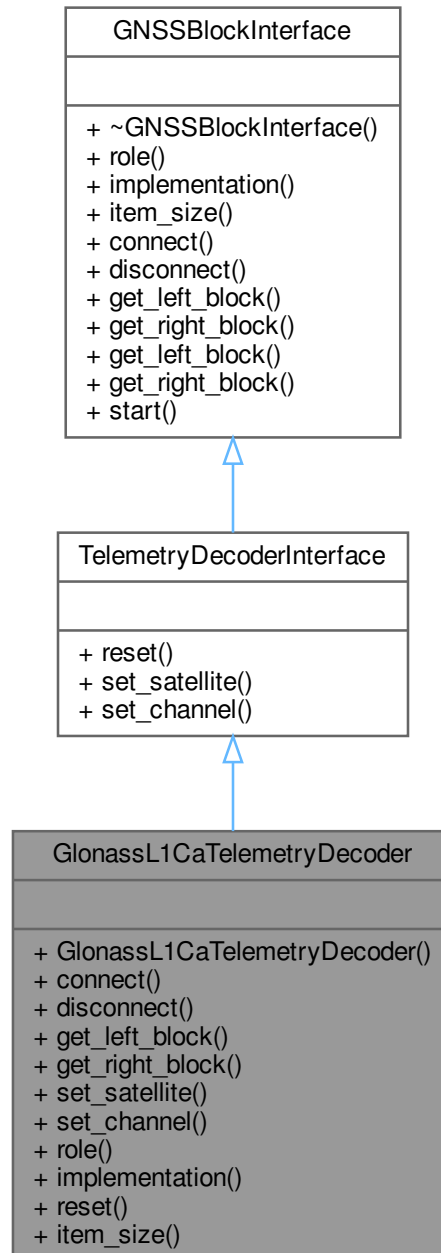 GNSSBlockInterface
+ ~GNSSBlockInterface()
+ role()
+ implementation()
+ item_size()
+ connect()
+ disconnect()
+ get_left_block()
+ get_right_block()
+ get_left_block()
+ get_right_block()
+ start()
TelemetryDecoderInterface
+ reset()
+ set_satellite()
+ set_channel()
GlonassL1CaTelemetryDecoder
+ GlonassL1CaTelemetryDecoder()
+ connect()
+ disconnect()
+ get_left_block()
+ get_right_block()
+ set_satellite()
+ set_channel()
+ role()
+ implementation()
+ reset()
+ item_size()